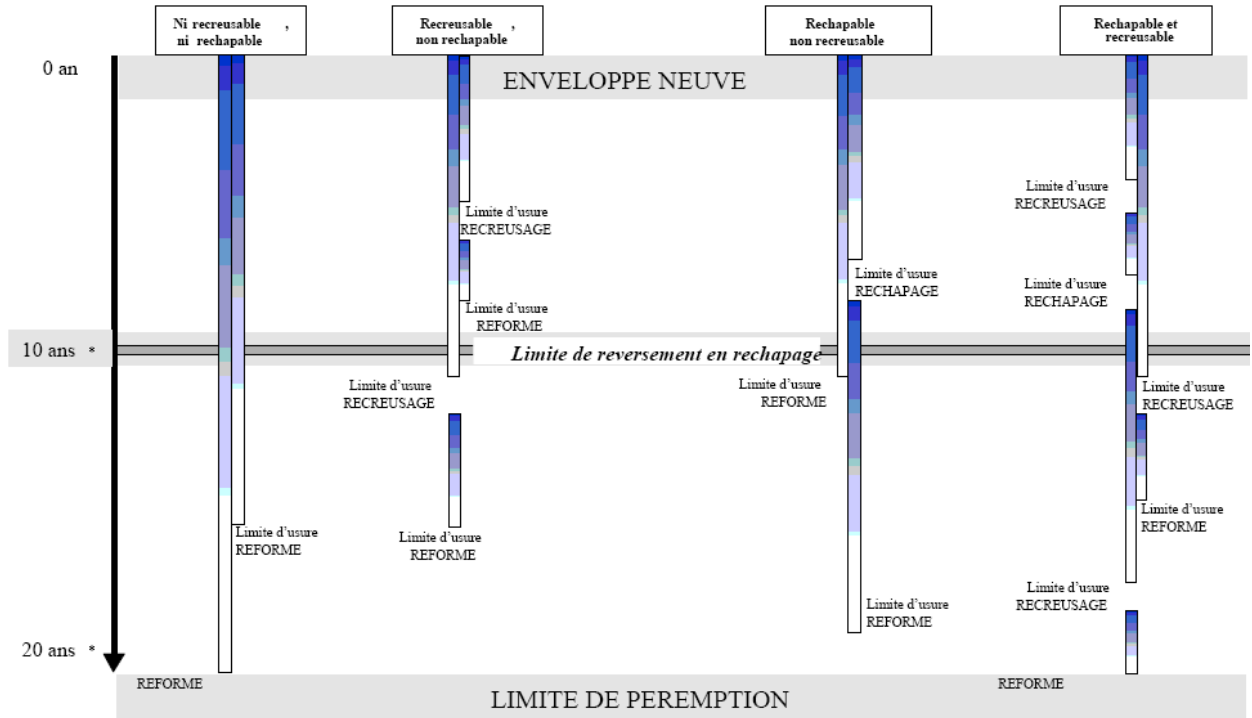 Ni recreusable ,
ni rechapable
Recreusable ,
non rechapable
Rechapable
non recreusable
Rechapable et
recreusable
0 an
ENVELOPPE NEUVE
Limite d'usure
RECREUSAGE
Limite d'usure
RECREUSAGE
Limite d'usure
RECHAPAGE
Limite d'usure
RECHAPAGE
Limite d'usure
REFORME
10 ans *
Limite de reversement en rechapage
Limite d'usure
RECREUSAGE
Limite d'usure
REFORME
Limite d'usure
RECREUSAGE
Limite d'usure
REFORME
Limite d'usure
REFORME
Limite d'usure
REFORME
Limite d'usure
RECREUSAGE
Limite d'usure
REFORME
20 ans *
REFORME
REFORME
LIMITE DE PEREMPTION